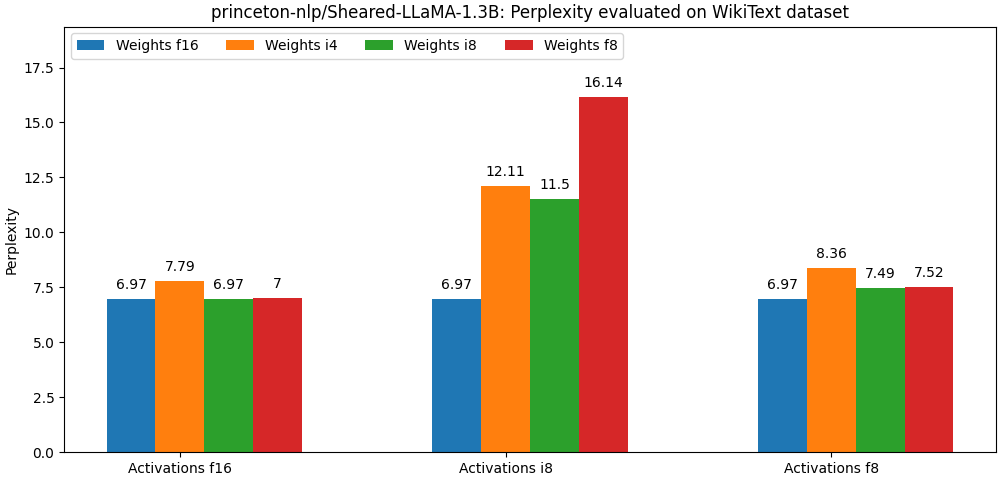 princeton-nlp/Sheared-LLaMA-1.3B: Perplexity evaluated on WikiText dataset
Weights f16 Weights i4 Weights i8 Weights f8
Perplexity
17.5
15.0
12.5
10.0
7.5
5.0
2.5
0.0
6.97 7.79 6.97 7
6.97 12.11 11.5 16.14
6.97 8.36 7.49 7.52
Activations f16 Activations i8 Activations f8